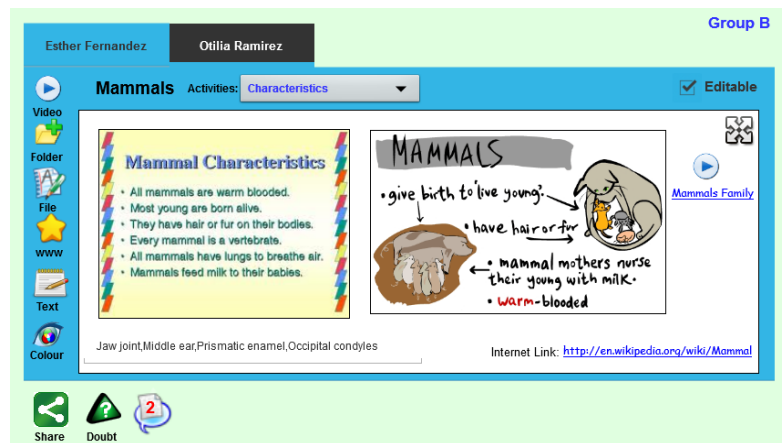 Group B
Esther Fernandez
Otilia Ramirez
Mammals
Activities:
Characteristics
Editable
Video
Folder
File
www
Text
Colour
Mammal Characteristics
• All mammals are warm blooded.
• Most young are born alive.
• They have hair or fur on their bodies.
• Every mammal is a vertebrate.
• All mammals have lungs to breathe air.
• Mammals feed milk to their babies.
MAMMALS
• give birth to 'live young'.
• have hair or fur
• mammal mothers nurse
their young with milk.
• warm-blooded
Mammals Family
Jaw joint,Middle ear,Prismatic enamel,Occipital condyles
Internet Link: http://en.wikipedia.org/wiki/Mammal
Share
?
Doubt
2